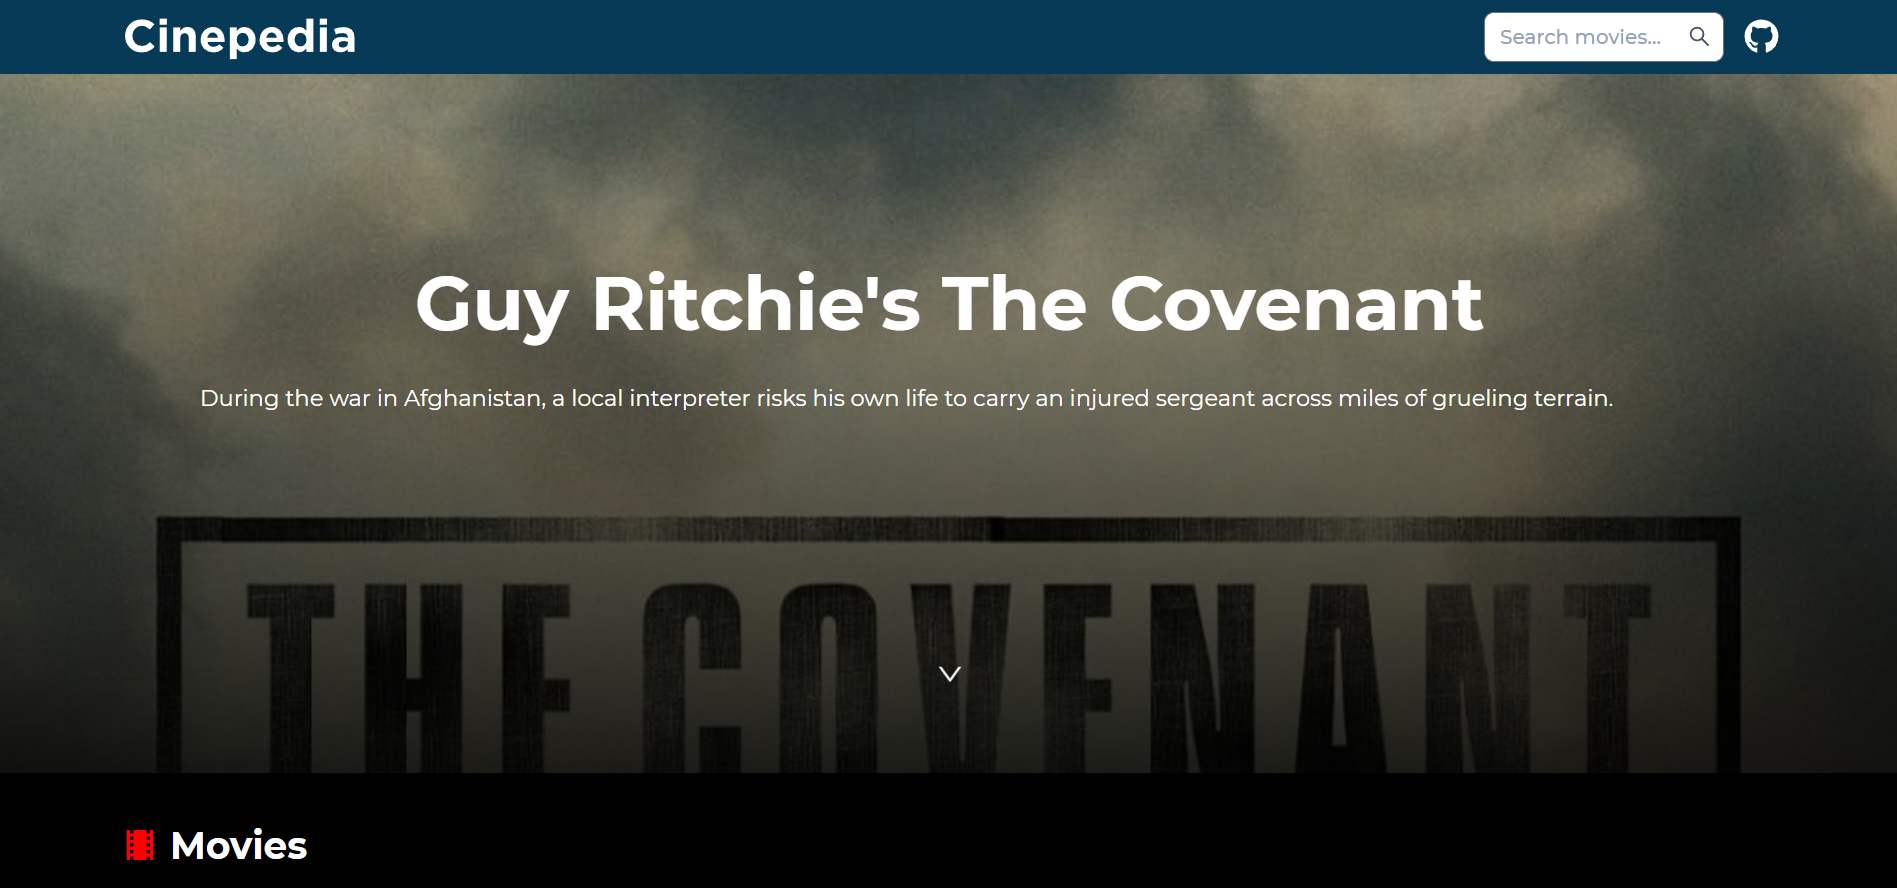 Cinepedia
Search movies...
Guy Ritchie's The Covenant
During the war in Afghanistan, a local interpreter risks his own life to carry an injured sergeant across miles of grueling terrain.
THE COVENANT
Movies